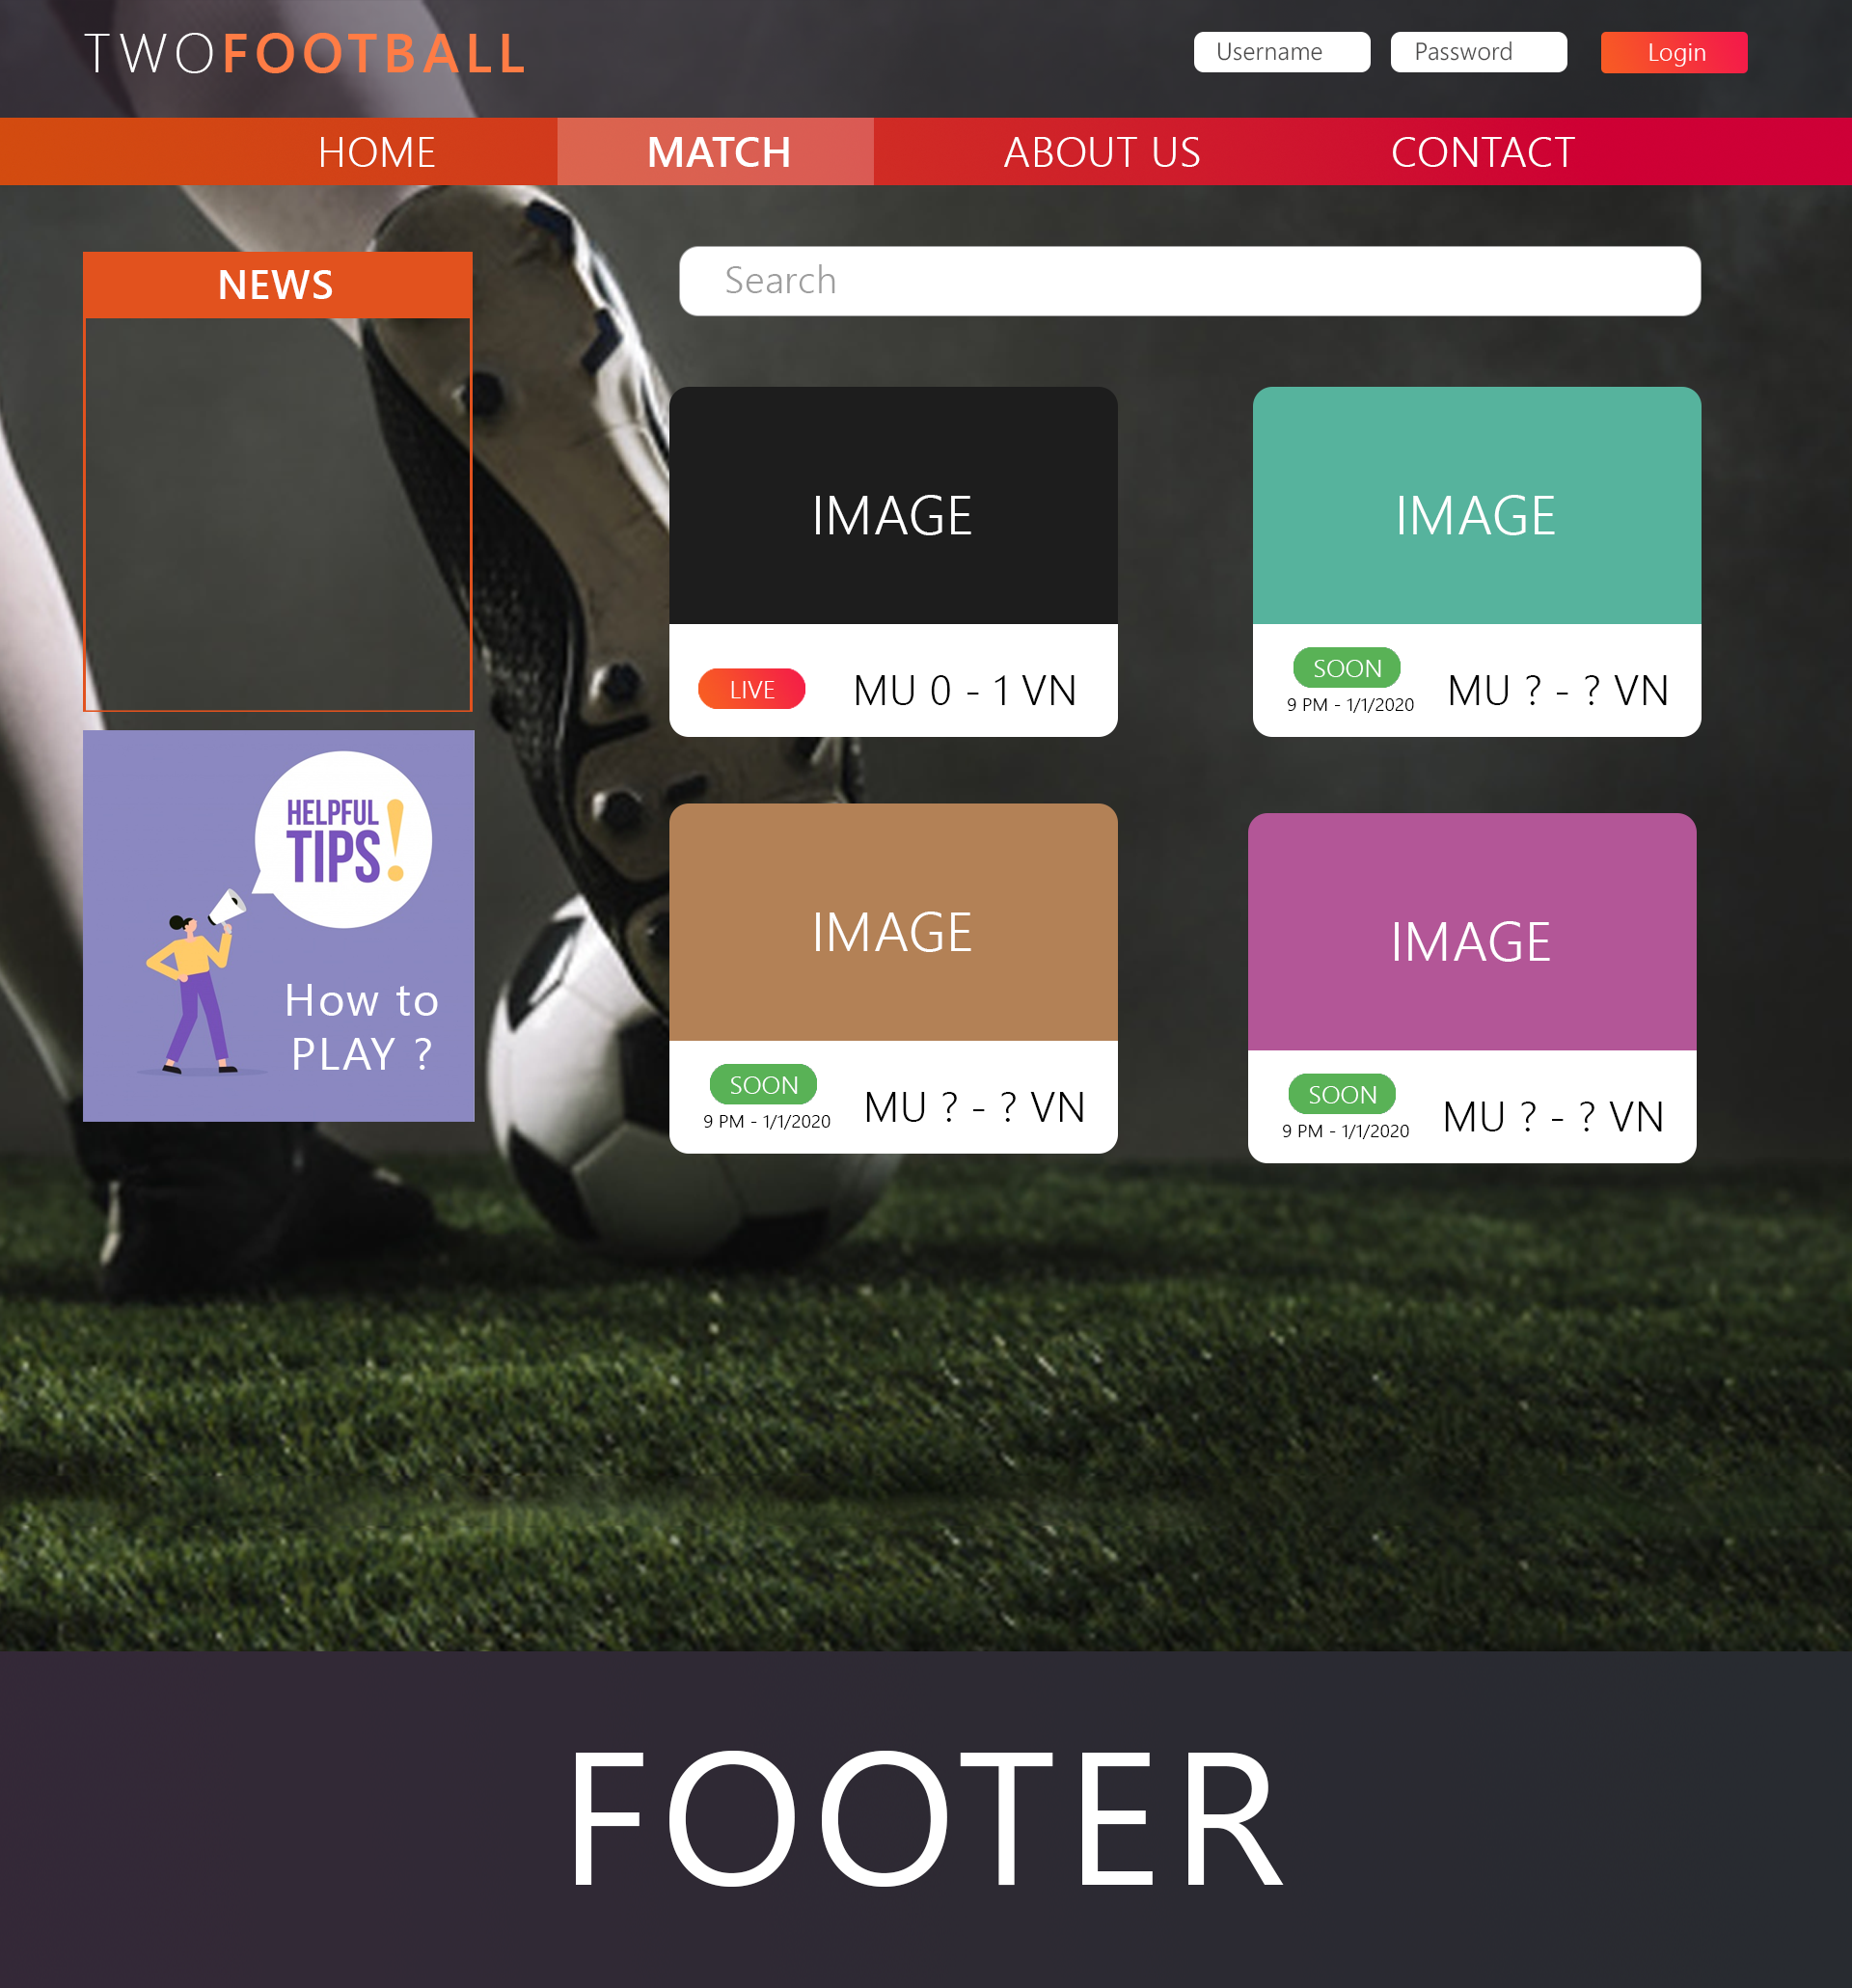 TWOFOOTBALL
Username
Password
Login
HOME
MATCH
ABOUT US
CONTACT
NEWS
Search
IMAGE
LIVE
MU 0 - 1 VN
IMAGE
SOON
9 PM - 1/1/2020
MU ? - ? VN
HELPFUL
TIPS!
How to
PLAY ?
IMAGE
SOON
9 PM - 1/1/2020
MU ? - ? VN
IMAGE
SOON
9 PM - 1/1/2020
MU ? - ? VN
FOOTER